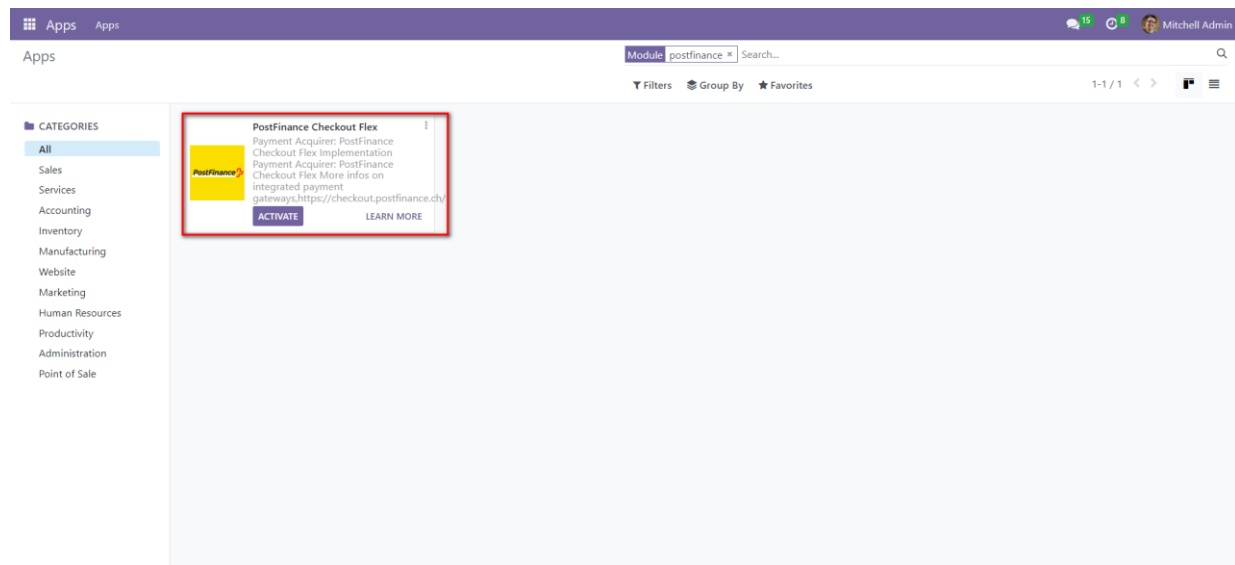 Apps Apps 15 8 Mitchell Admin
Apps Module postfinance × Search...
Filters Group By Favorites 1-1 / 1
CATEGORIES
All
Sales
Services
Accounting
Inventory
Manufacturing
Website
Marketing
Human Resources
Productivity
Administration
Point of Sale
PostFinance
PostFinance Checkout Flex
Payment Acquirer: PostFinance
Checkout Flex Implementation
Payment Acquirer: PostFinance
Checkout Flex More infos on
integrated payment
gateways,https://checkout.postfinance.ch/
ACTIVATE LEARN MORE